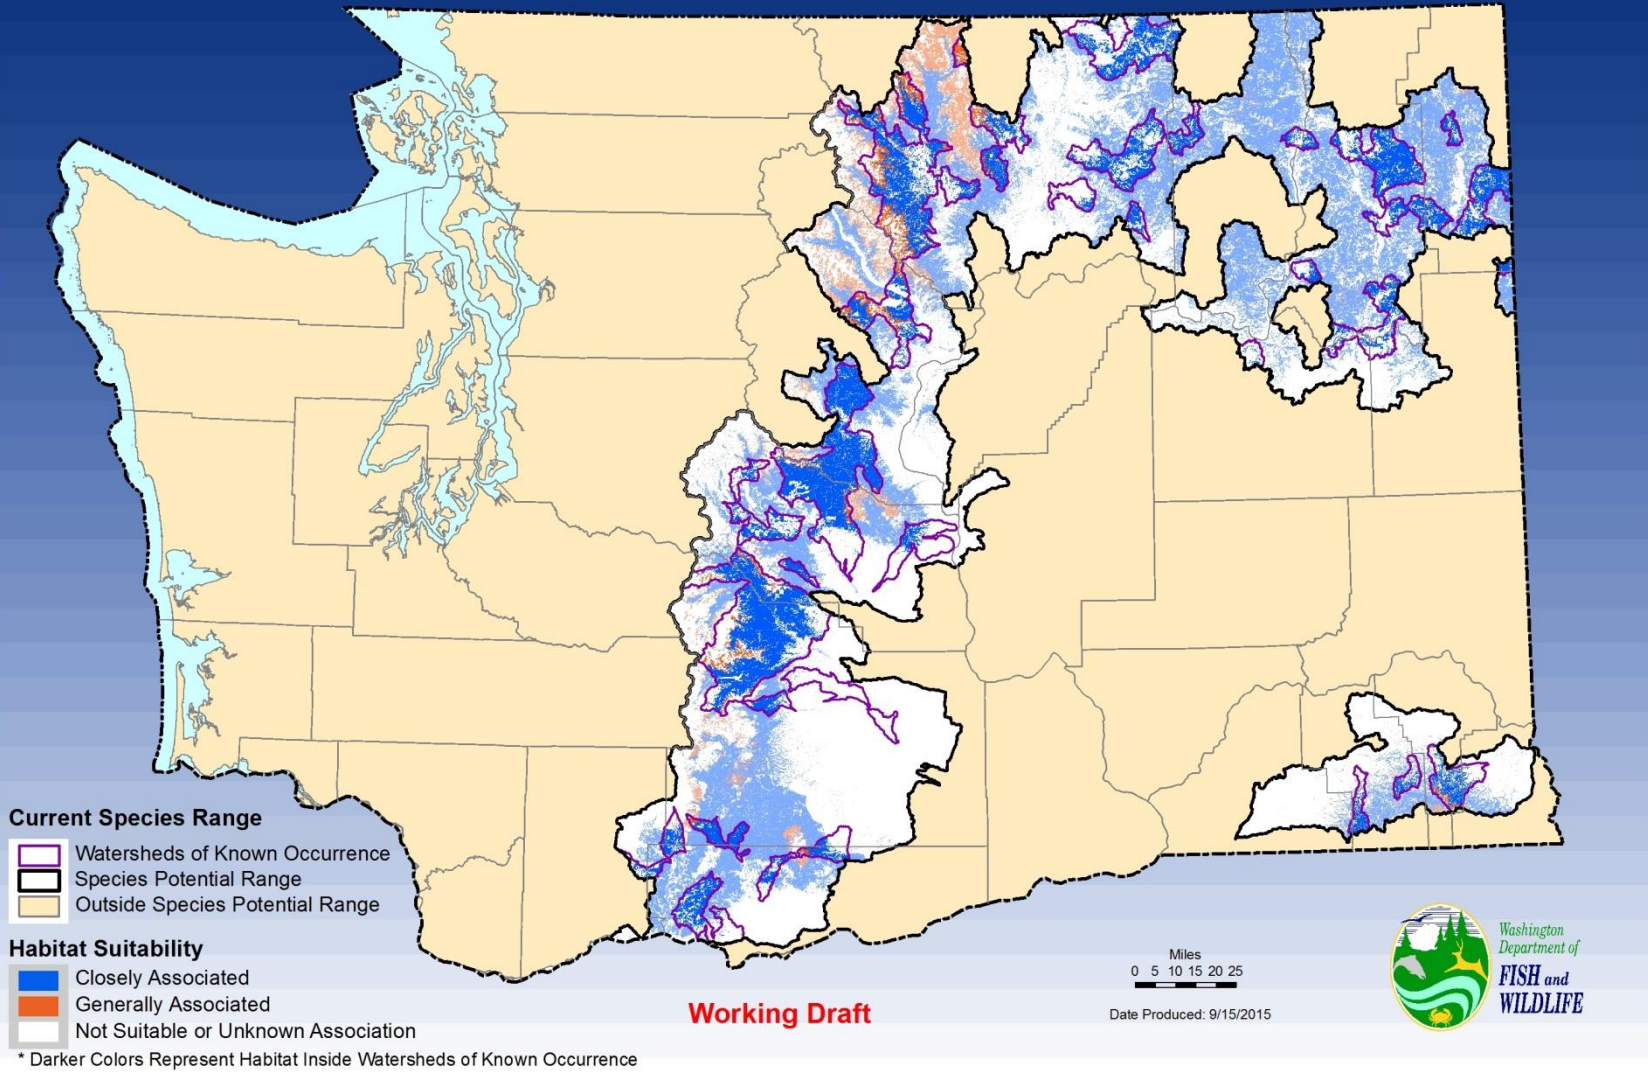 Current Species Range
Watersheds of Known Occurrence
Species Potential Range
Outside Species Potential Range
Habitat Suitability
Closely Associated
Generally Associated
Not Suitable or Unknown Association
* Darker Colors Represent Habitat Inside Watersheds of Known Occurrence
Working Draft
Miles
0 5 10 15 20 25
Date Produced: 9/15/2015
Washington
Department of
FISH and
WILDLIFE